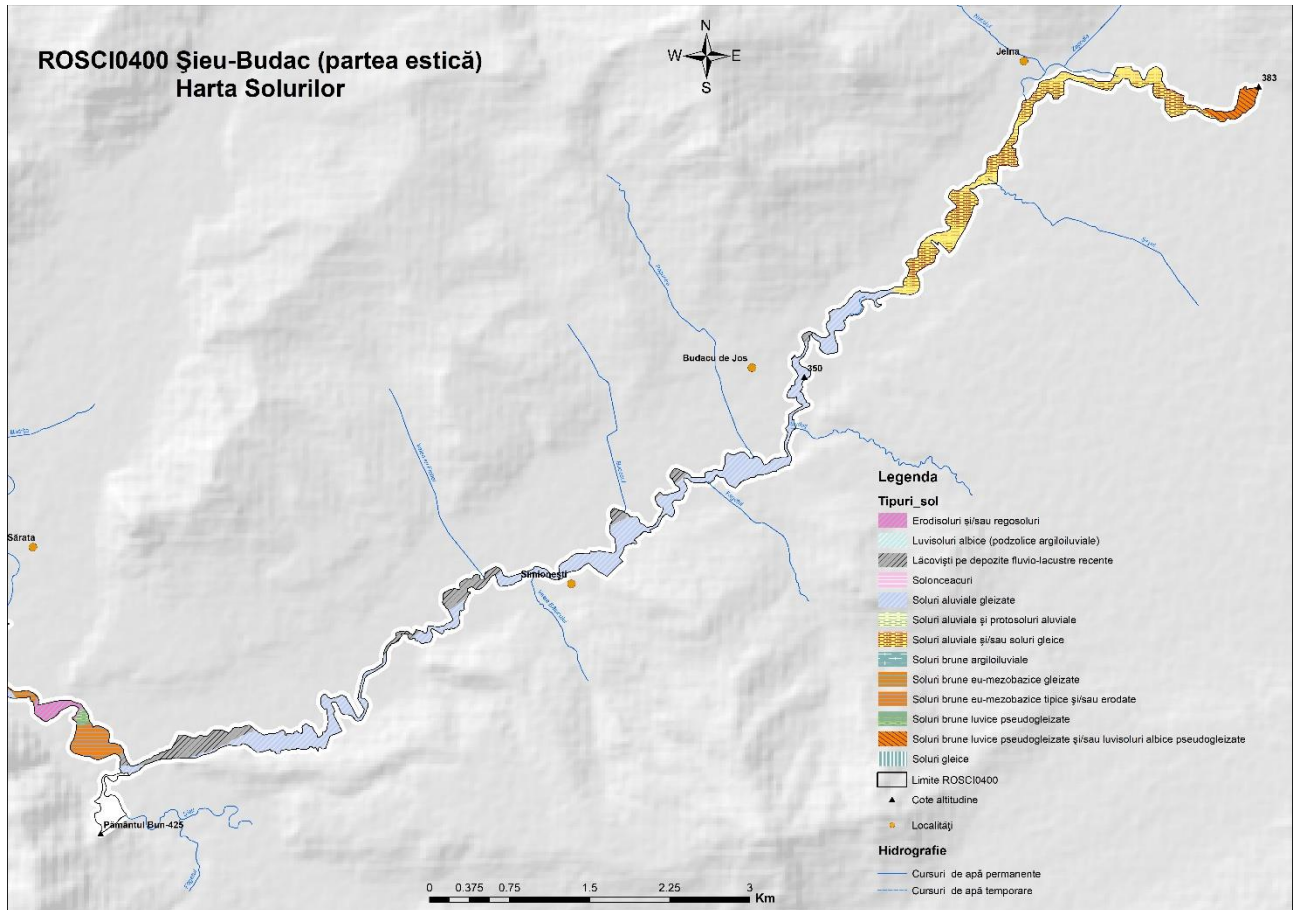 ROSCI0400 Şieu-Budac (partea estică)
Harta Solurilor
N
W E
S
Jelna
383
Budacu de Jos
350
Bucurul
Simionești
Sărata
Şieu
Pământul Bun-425
Legenda
Tipuri_sol
Erodisoluri și/sau regosoluri
Luvisoluri albice (podzolice argiloiluviale)
Lăcoviști pe depozite fluvio-lacustre recente
Solonceacuri
Soluri aluviale gleizate
Soluri aluviale și protosoluri aluviale
Soluri aluviale și/sau soluri gleice
Soluri brune argiloiluviale
Soluri brune eu-mezobazice gleizate
Soluri brune eu-mezobazice tipice și/sau erodate
Soluri brune luvice pseudogleizate
Soluri brune luvice pseudogleizate și/sau luvisoluri albice pseudogleizate
Soluri gleice
Limite ROSCI0400
Cote altitudine
Localități
Hidrografie
Cursuri de apă permanente
Cursuri de apă temporare
0 0.375 0.75 1.5 2.25 3
Km